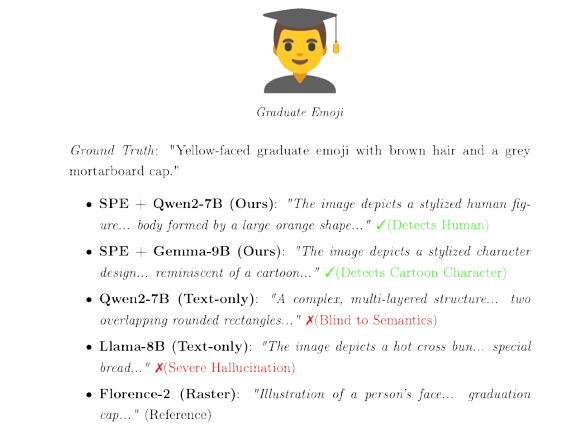 Graduate Emoji
Ground Truth: "Yellow-faced graduate emoji with brown hair and a grey
mortarboard cap."
• SPE + Qwen2-7B (Ours): "The image depicts a stylized human fig-
ure... body formed by a large orange shape..." ✓(Detects Human)
• SPE + Gemma-9B (Ours): "The image depicts a stylized character
design... reminiscent of a cartoon..." ✓(Detects Cartoon Character)
• Qwen2-7B (Text-only): "A complex, multi-layered structure... two
overlapping rounded rectangles..." ✗(Blind to Semantics)
• Llama-8B (Text-only): "The image depicts a hot cross bun... special
bread..." ✗(Severe Hallucination)
• Florence-2 (Raster): "Illustration of a person's face... graduation
cap..." (Reference)